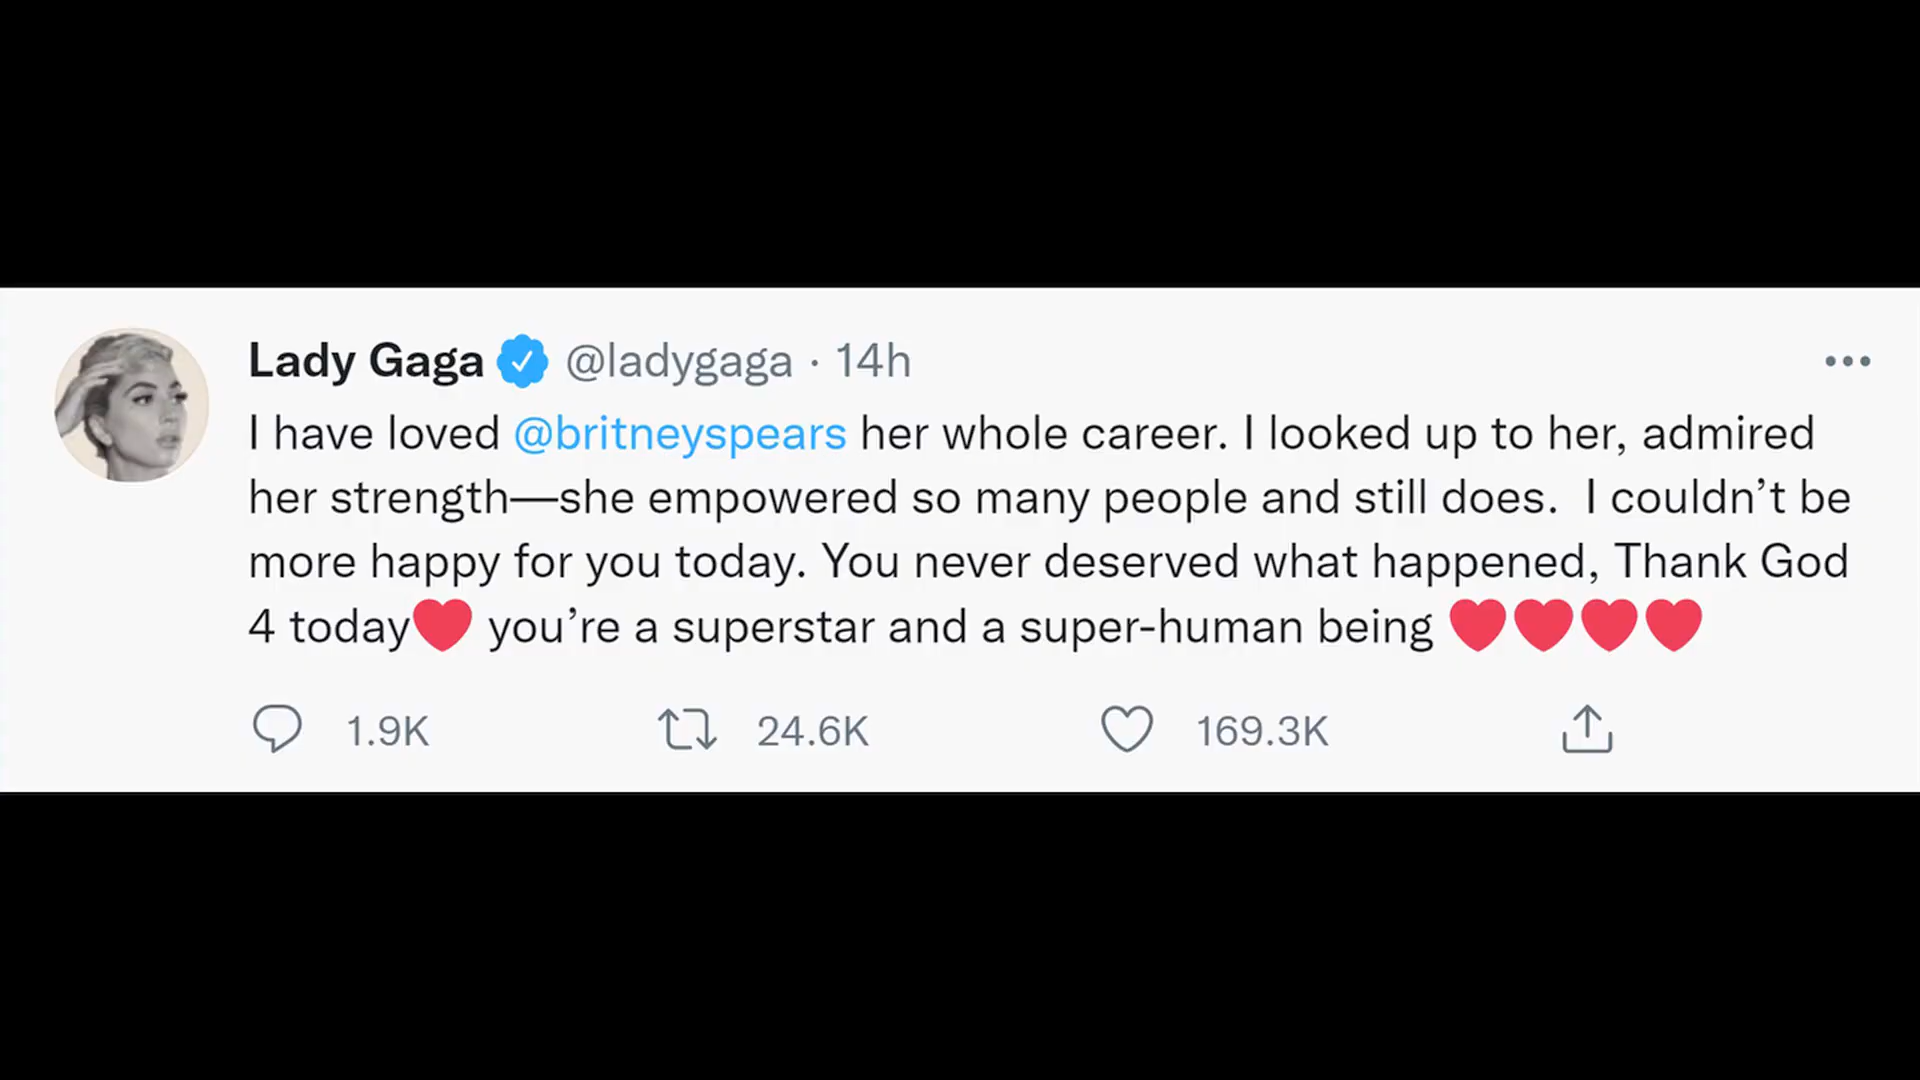 Lady Gaga @ladygaga · 14h
I have loved @britneyspears her whole career. I looked up to her, admired
her strength—she empowered so many people and still does.  I couldn’t be
more happy for you today. You never deserved what happened, Thank God
4 today❤️ you’re a superstar and a super-human being ❤️❤️❤️❤️
1.9K 24.6K 169.3K